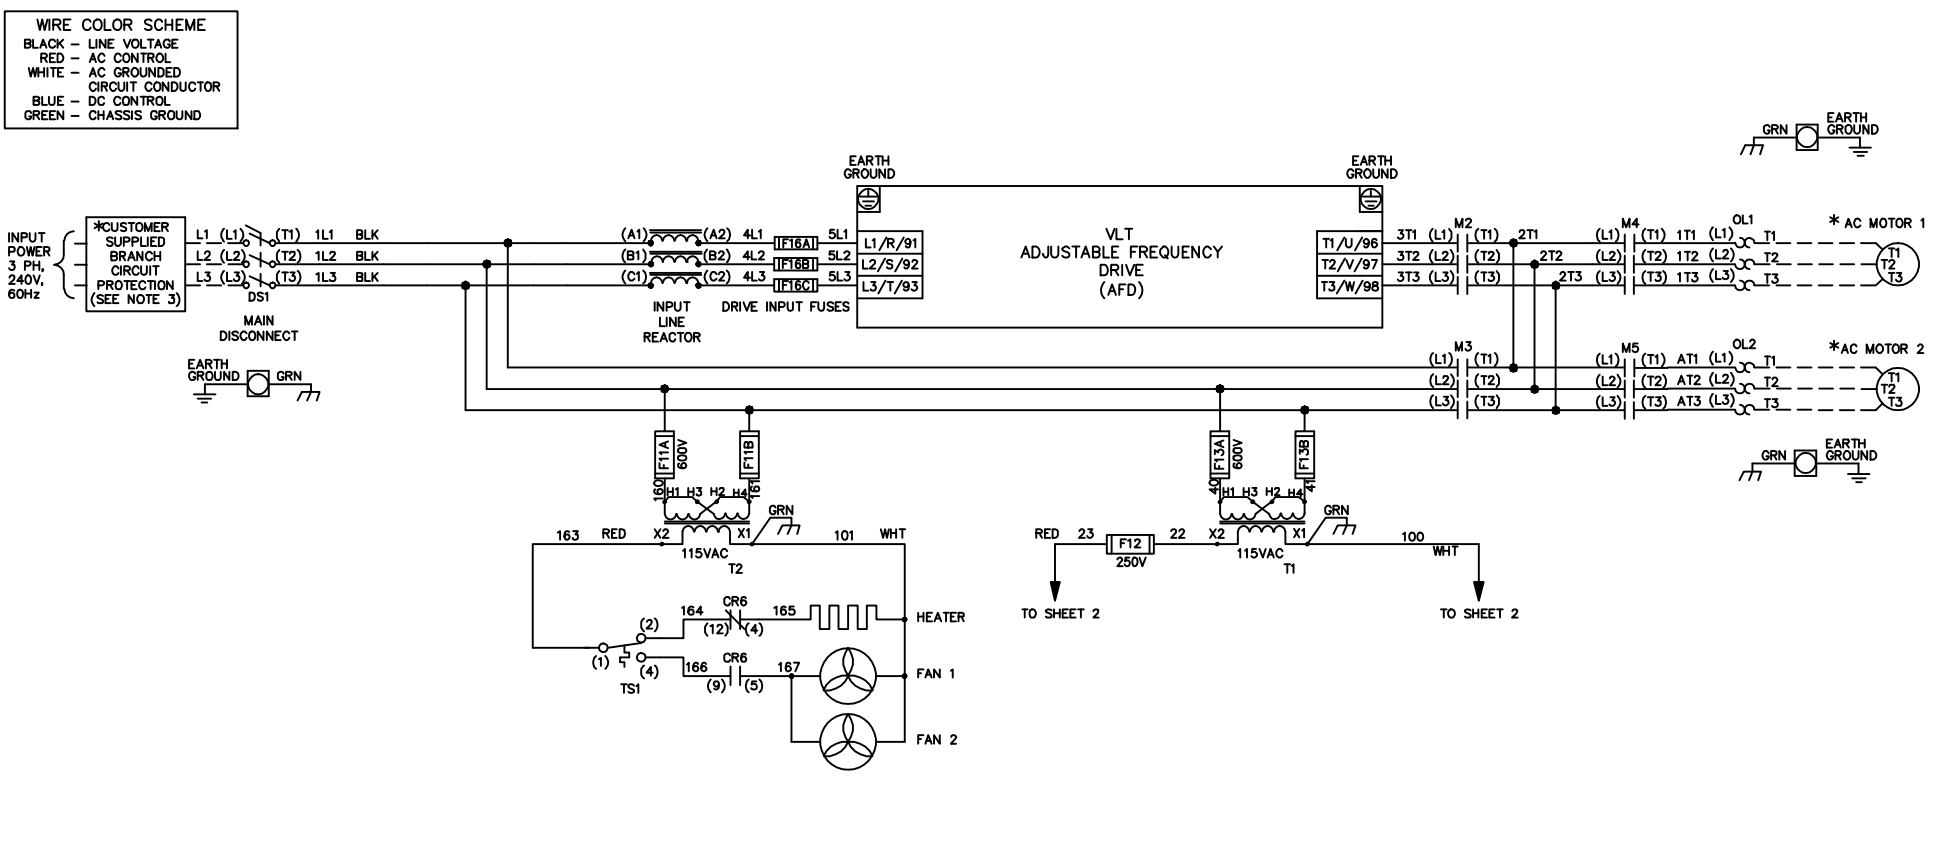 WIRE COLOR SCHEME
BLACK – LINE VOLTAGE
RED – AC CONTROL
WHITE – AC GROUNDED
CIRCUIT CONDUCTOR
BLUE – DC CONTROL
GREEN – CHASSIS GROUND
GRN
EARTH
GROUND
EARTH
GROUND
EARTH
GROUND
INPUT
POWER
3 PH,
240V,
60Hz
*CUSTOMER
SUPPLIED
BRANCH
CIRCUIT
PROTECTION
(SEE NOTE 3)
L1 (L1) (T1) 1L1 BLK
L2 (L2) (T2) 1L2 BLK
L3 (L3) (T3) 1L3 BLK
DS1
MAIN
DISCONNECT
(A1) (A2) 4L1 F16A 5L1 L1/R/91
(B1) (B2) 4L2 F16B 5L2 L2/S/92
(C1) (C2) 4L3 F16C 5L3 L3/T/93
INPUT
LINE
REACTOR
DRIVE INPUT FUSES
VLT
ADJUSTABLE FREQUENCY
DRIVE
(AFD)
M2 M4 OL1
T1/U/96 3T1 (L1) (T1) 2T1 (L1) (T1) 1T1 (L1) T1
T2/V/97 3T2 (L2) (T2) 2T2 (L2) (T2) 1T2 (L2) T2
T3/W/98 3T3 (L3) (T3) 2T3 (L3) (T3) 1T3 (L3) T3
* AC MOTOR 1
T1
T2
T3
EARTH
GROUND
GRN
M3 M5 OL2
(L1) (T1) (L1) (T1) AT1 (L1) T1
(L2) (T2) (L2) (T2) AT2 (L2) T2
(L3) (T3) (L3) (T3) AT3 (L3) T3
*AC MOTOR 2
T1
T2
T3
GRN
EARTH
GROUND
F11A
600V
F11B
160
161
H1 H3 H2 H4
GRN
163 RED X2 X1 101 WHT
115VAC
T2
F13A
600V
F13B
40
41
H1 H3 H2 H4
GRN
RED 23 F12 22 X2 X1 100
WHT
250V
115VAC
T1
TO SHEET 2
TO SHEET 2
CR6
164 165
(12) (4)
HEATER
(2)
(1)
(4)
TS1
CR6
166 167
(9) (5)
FAN 1
FAN 2